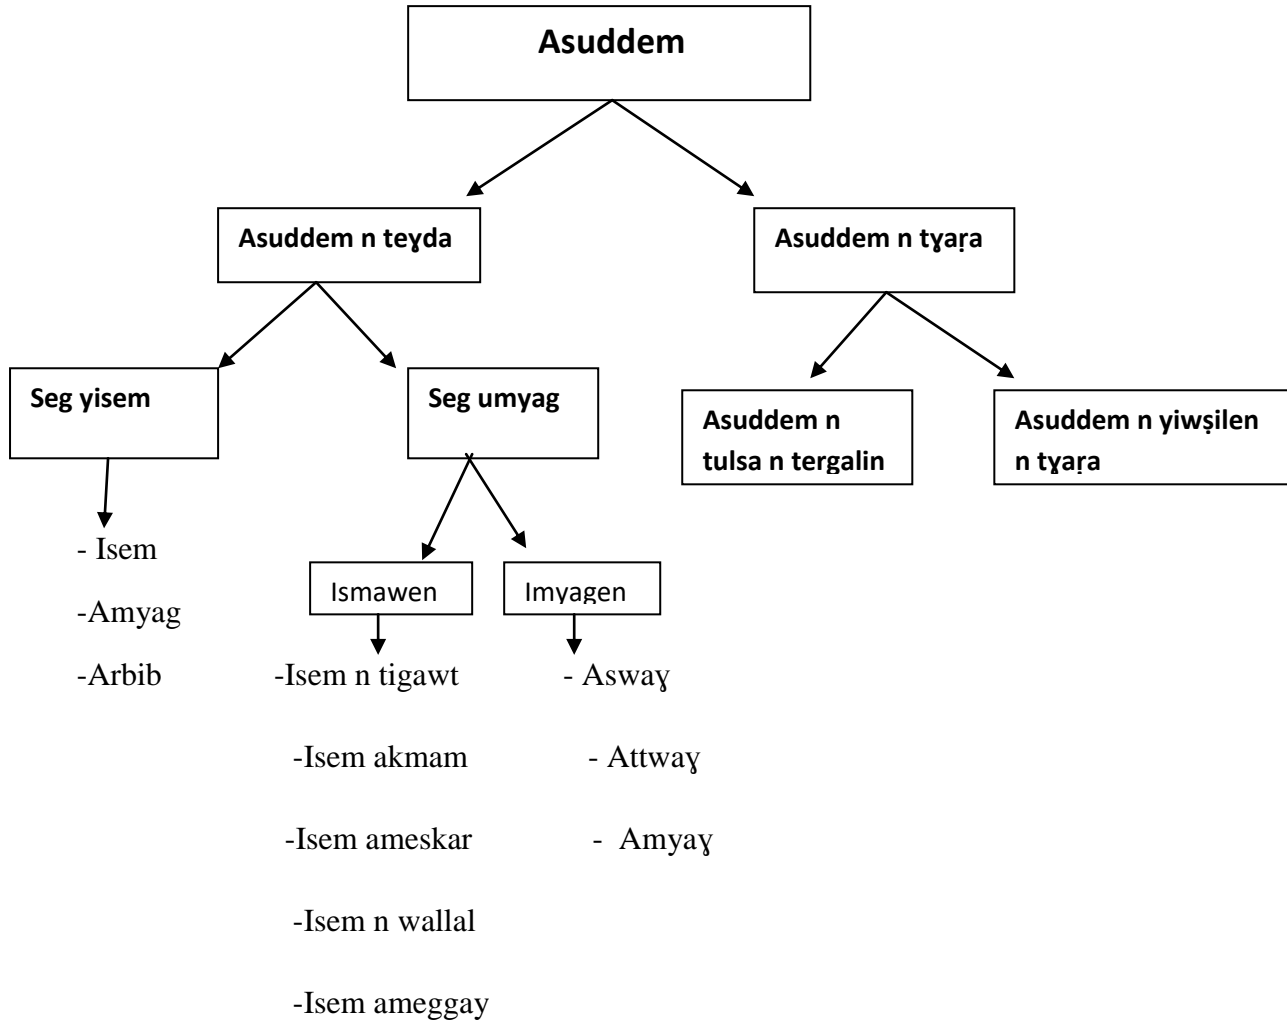 Asuddem
Asuddem n teɣda
Asuddem n tɣaṛa
Seg yisem
Seg umyag
Asuddem n
tulsa n tergalin
Asuddem n yiwṣilen
n tɣaṛa
- Isem
-Amyag
-Arbib
Ismawen
Imyagen
-Isem n tigawt
- Aswaɣ
-Isem akmam
- Attwaɣ
-Isem ameskar
- Amyaɣ
-Isem n wallal
-Isem ameggay